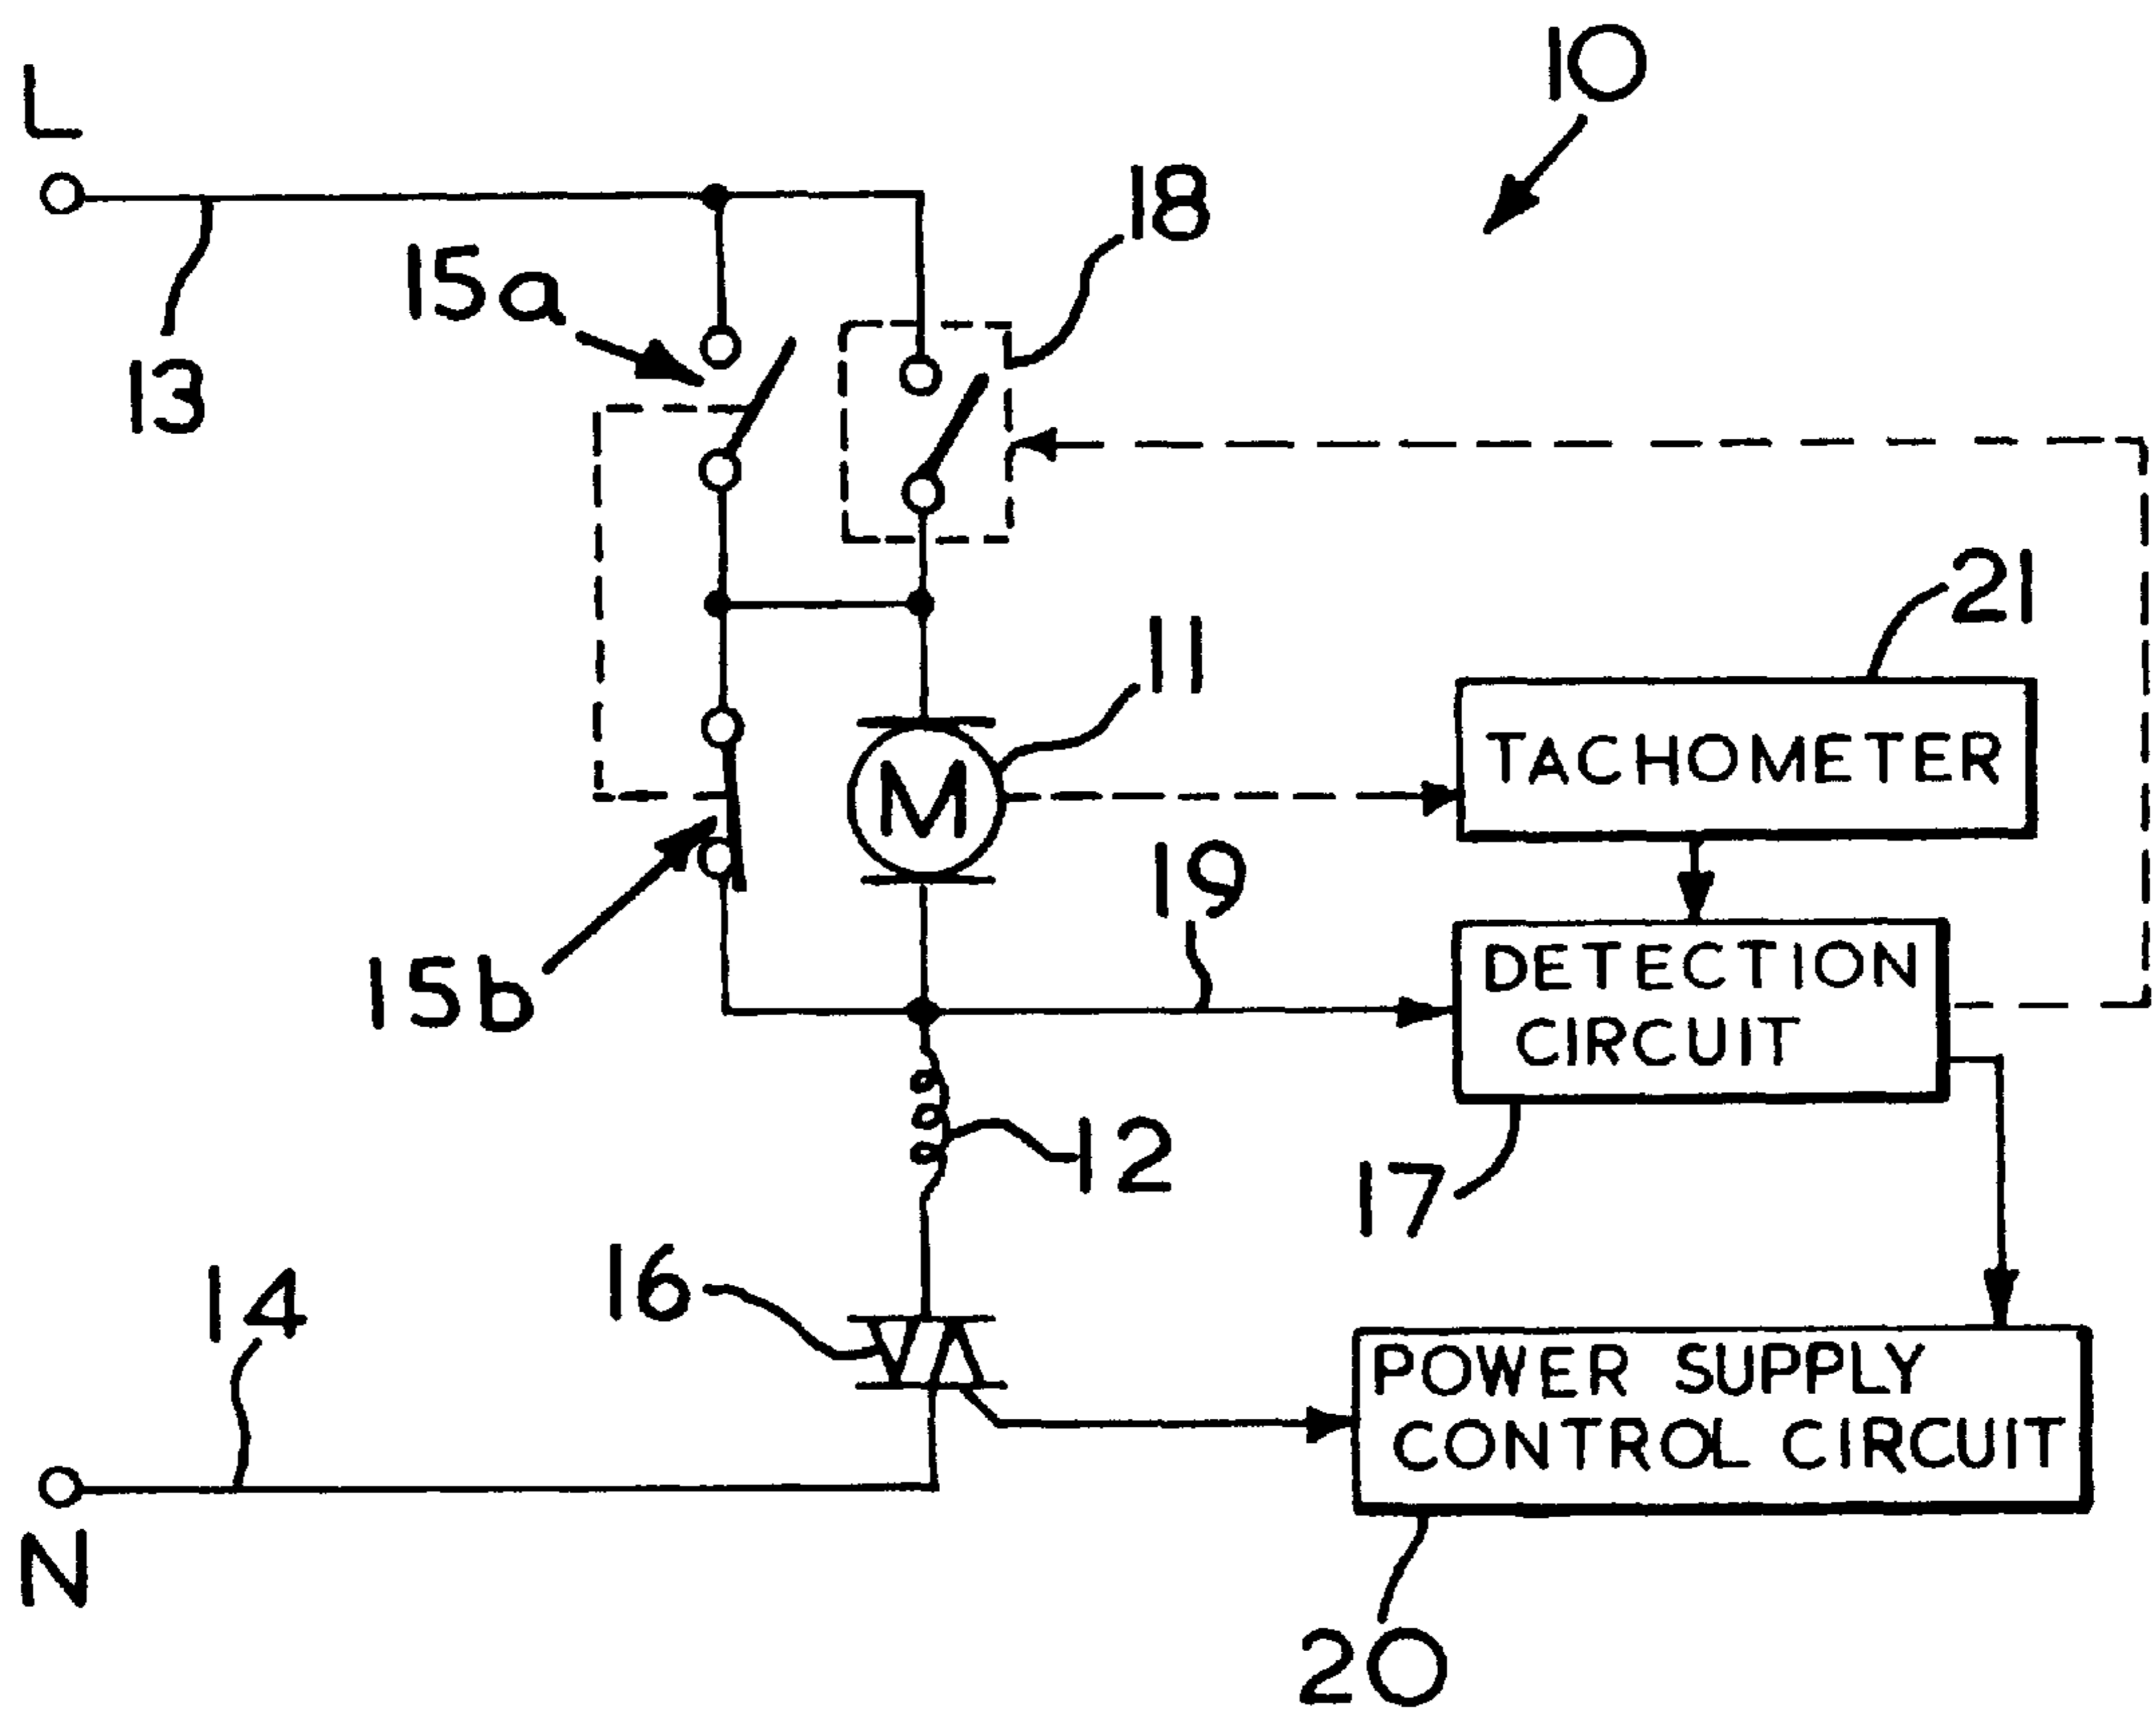 10
L
18
15a
13
21
11
TACHOMETER
19
15b
DETECTION
CIRCUIT
M
12
17
16
14
POWER SUPPLY
CONTROL CIRCUIT
N
20